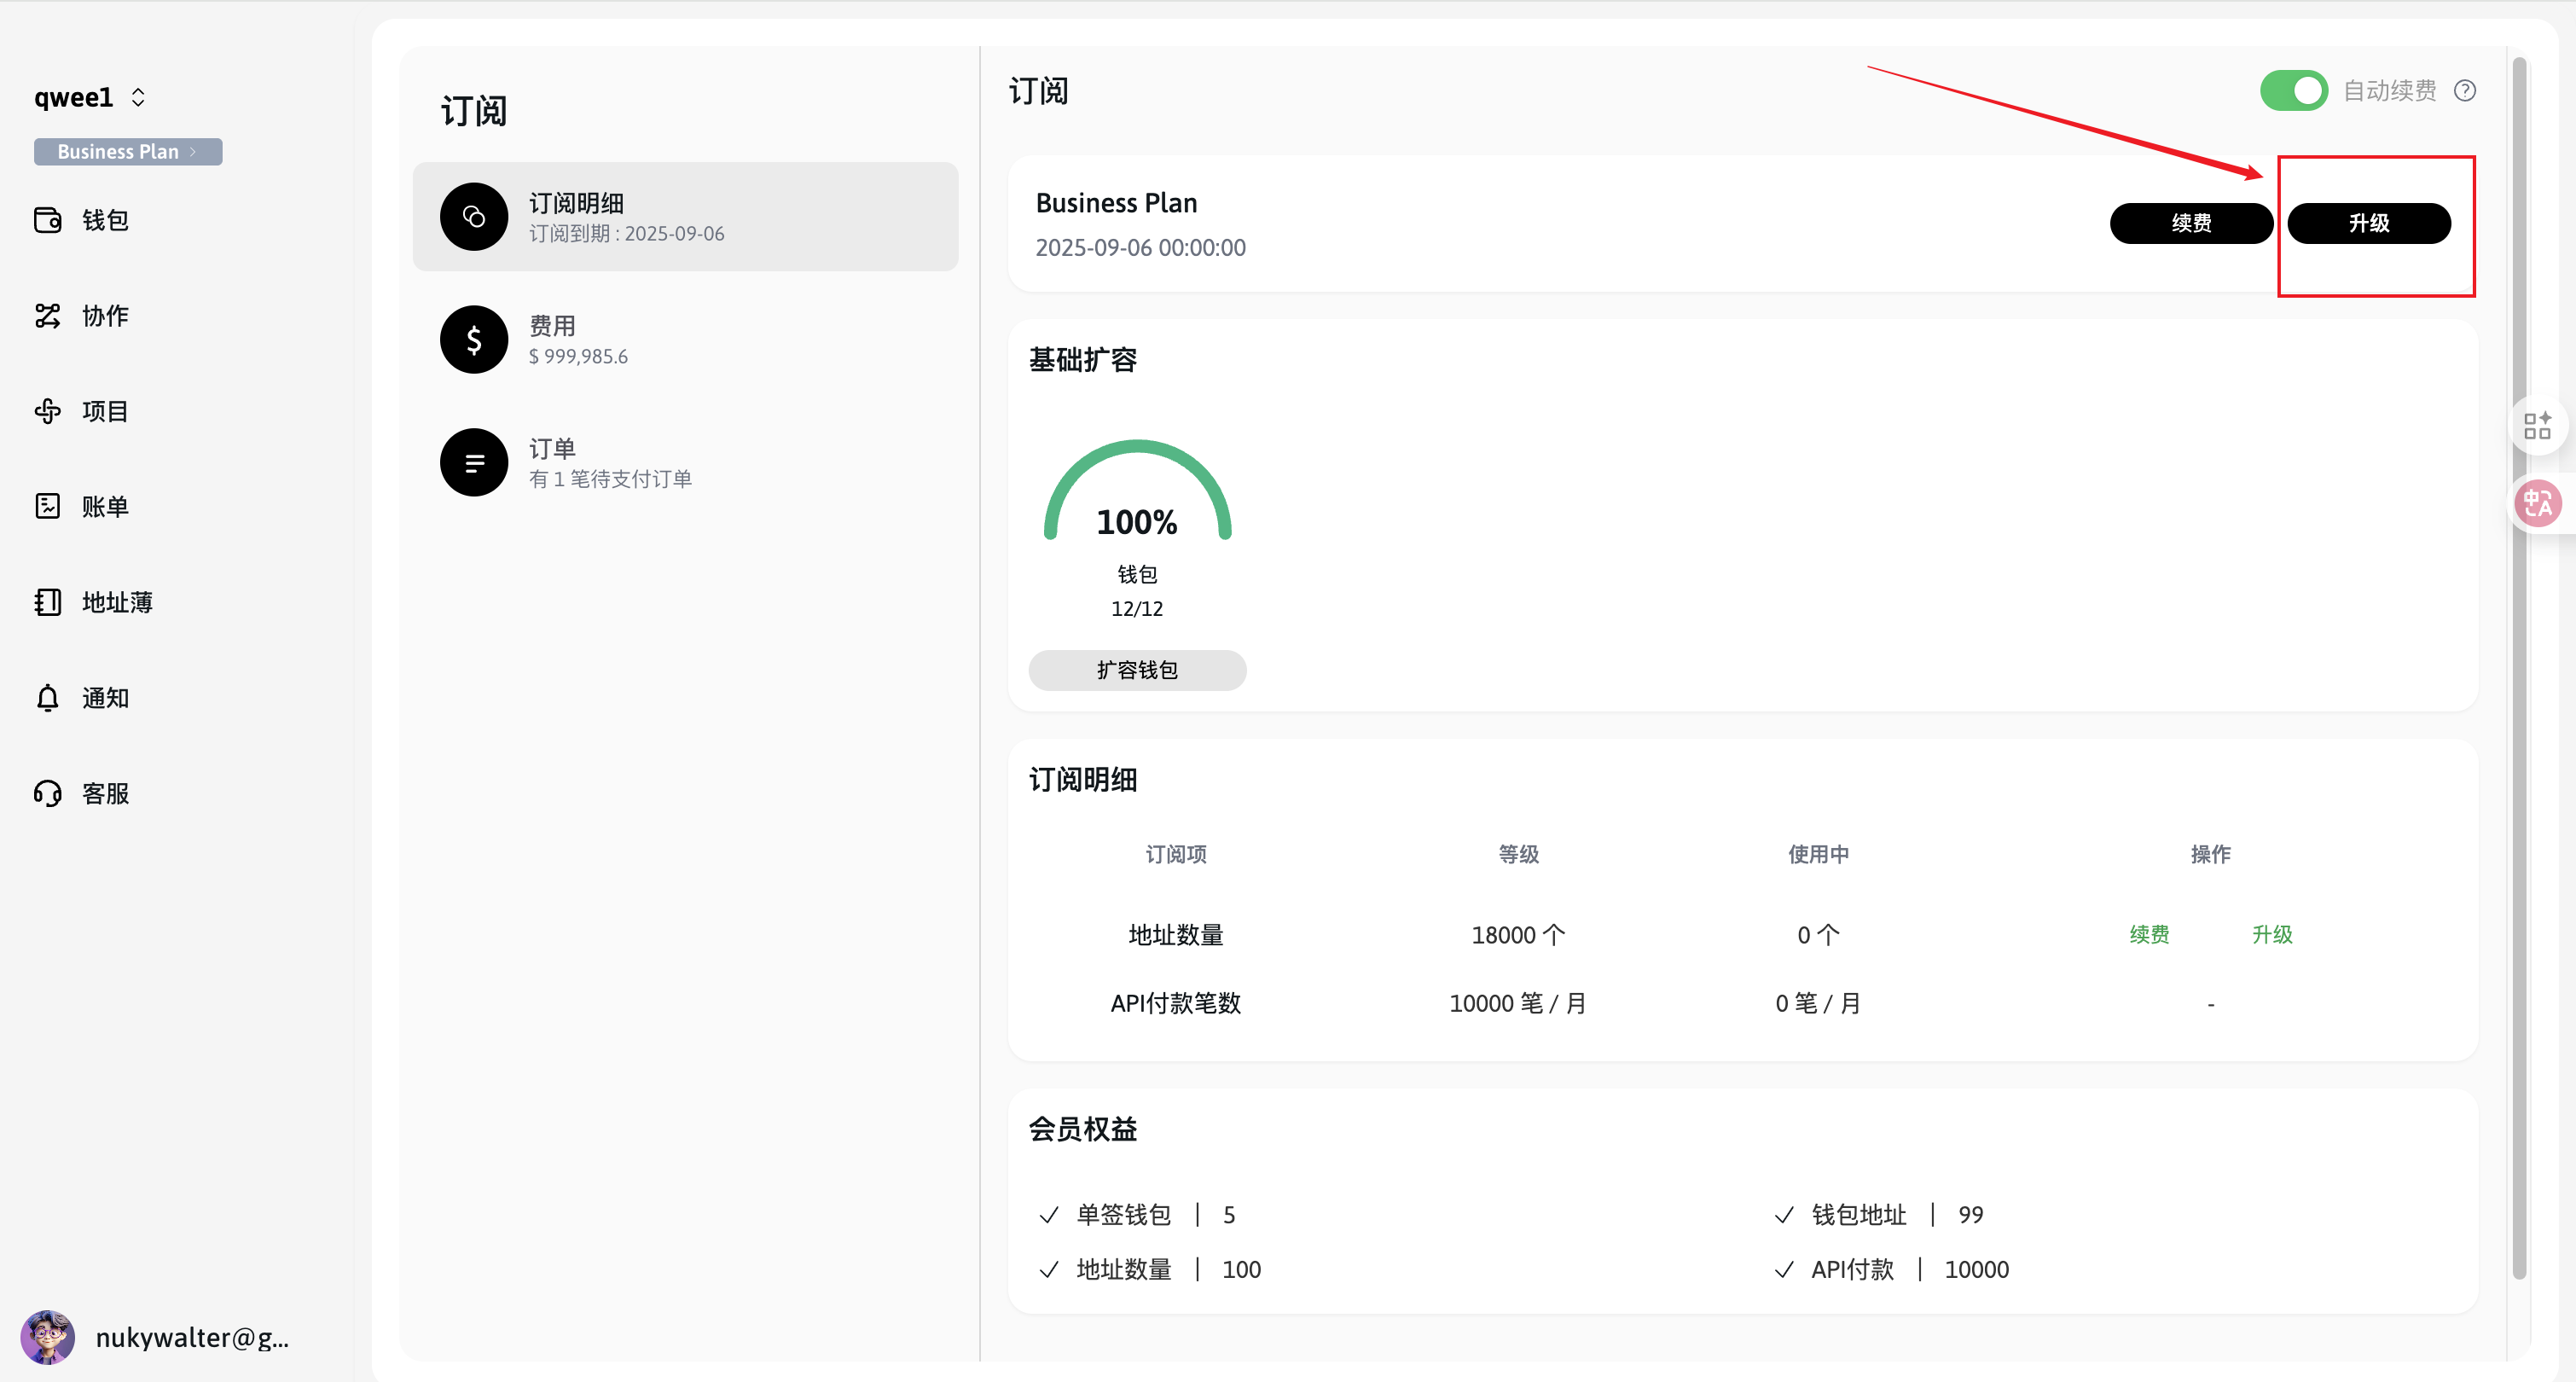 qwee1
Business Plan
钱包
协作
项目
账单
地址薄
通知
客服
nukywalter@g...
订阅
订阅明细
订阅到期 : 2025-09-06
费用
$ 999,985.6
订单
有 1 笔待支付订单
订阅
自动续费
Business Plan
2025-09-06 00:00:00
续费 升级
基础扩容
100%
钱包
12/12
扩容钱包
订阅明细
订阅项 等级 使用中 操作
地址数量 18000 个 0 个 续费 升级
API付款笔数 10000 笔 / 月 0 笔 / 月 -
会员权益
单签钱包 | 5 钱包地址 | 99
地址数量 | 100 API付款 | 10000